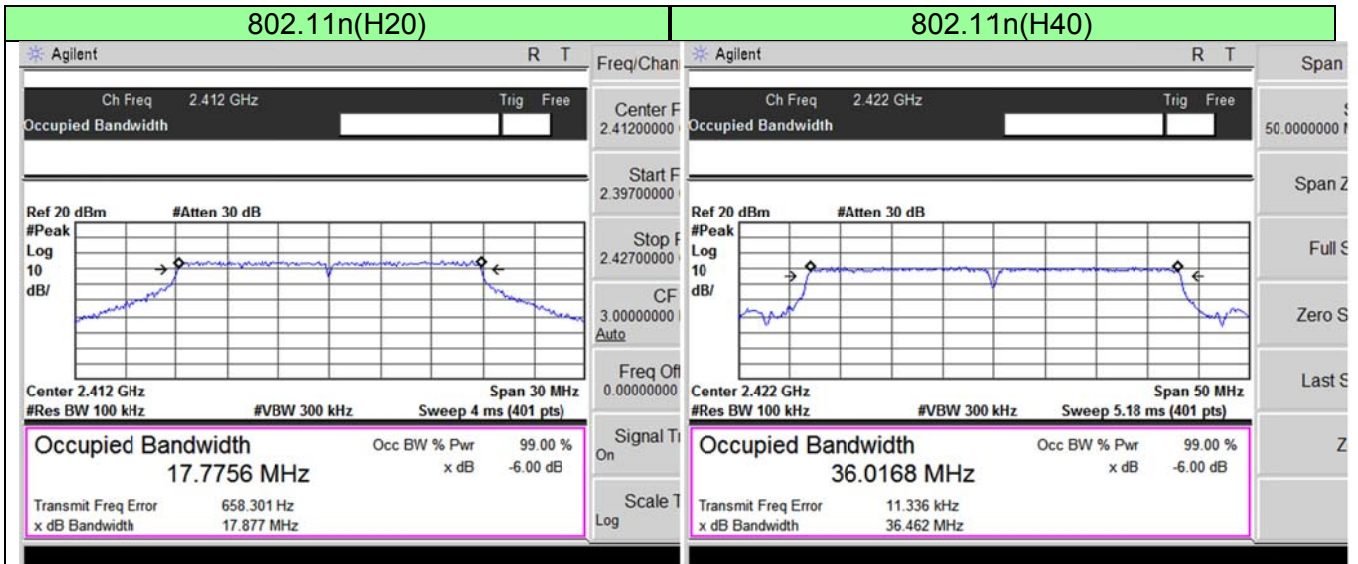 802.11n(H20)
802.11n(H40)
Agilent
R T
Freq/Chan
Ch Freq 2.412 GHz Trig Free
Occupied Bandwidth
Center F
2.41200000
Start F
2.39700000
Ref 20 dBm #Atten 30 dB
#Peak
Log
10
dB/
Stop F
2.42700000
CF
3.00000000
Auto
Freq Off
0.00000000
Center 2.412 GHz Span 30 MHz
#Res BW 100 kHz #VBW 300 kHz Sweep 4 ms (401 pts)
Signal Tr
On
Occupied Bandwidth Occ BW % Pwr 99.00 %
17.7756 MHz x dB -6.00 dB
Transmit Freq Error 658.301 Hz
x dB Bandwidth 17.877 MHz
Scale T
Log
Agilent
R T
Span
Ch Freq 2.422 GHz Trig Free
Occupied Bandwidth
50.0000000
Span Z
Ref 20 dBm #Atten 30 dB
#Peak
Log
10
dB/
Full S
Zero S
Last S
Center 2.422 GHz Span 50 MHz
#Res BW 100 kHz #VBW 300 kHz Sweep 5.18 ms (401 pts)
Occupied Bandwidth Occ BW % Pwr 99.00 %
36.0168 MHz x dB -6.00 dB
Z
Transmit Freq Error 11.336 kHz
x dB Bandwidth 36.462 MHz